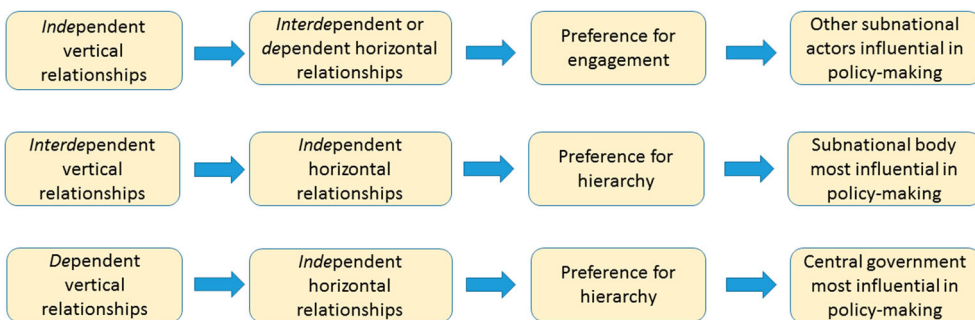 Independent
vertical
relationships
Interdependent or
dependent horizontal
relationships
Preference for
engagement
Other subnational
actors influential in
policy-making
Interdependent
vertical
relationships
Independent
horizontal
relationships
Preference for
hierarchy
Subnational body
most influential in
policy-making
Dependent
vertical
relationships
Independent
horizontal
relationships
Preference for
hierarchy
Central government
most influential in
policy-making